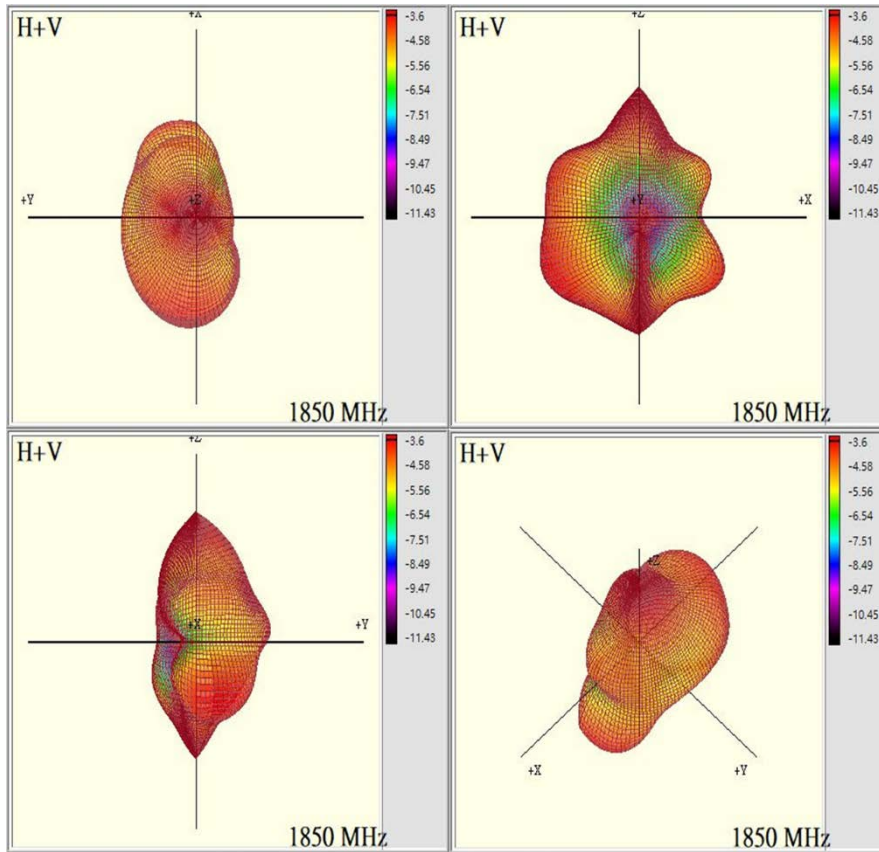 H+V
+X
-3.6
-4.58
-5.56
-6.54
-7.51
-8.49
-9.47
-10.45
-11.43
+Y
+Z
1850 MHz
H+V
+Z
-3.6
-4.58
-5.56
-6.54
-7.51
-8.49
-9.47
-10.45
-11.43
+Y
+X
1850 MHz
H+V
+Z
-3.6
-4.58
-5.56
-6.54
-7.51
-8.49
-9.47
-10.45
-11.43
+X
+Y
1850 MHz
H+V
-3.6
-4.58
-5.56
-6.54
-7.51
-8.49
-9.47
-10.45
-11.43
+Z
+X
+Y
1850 MHz